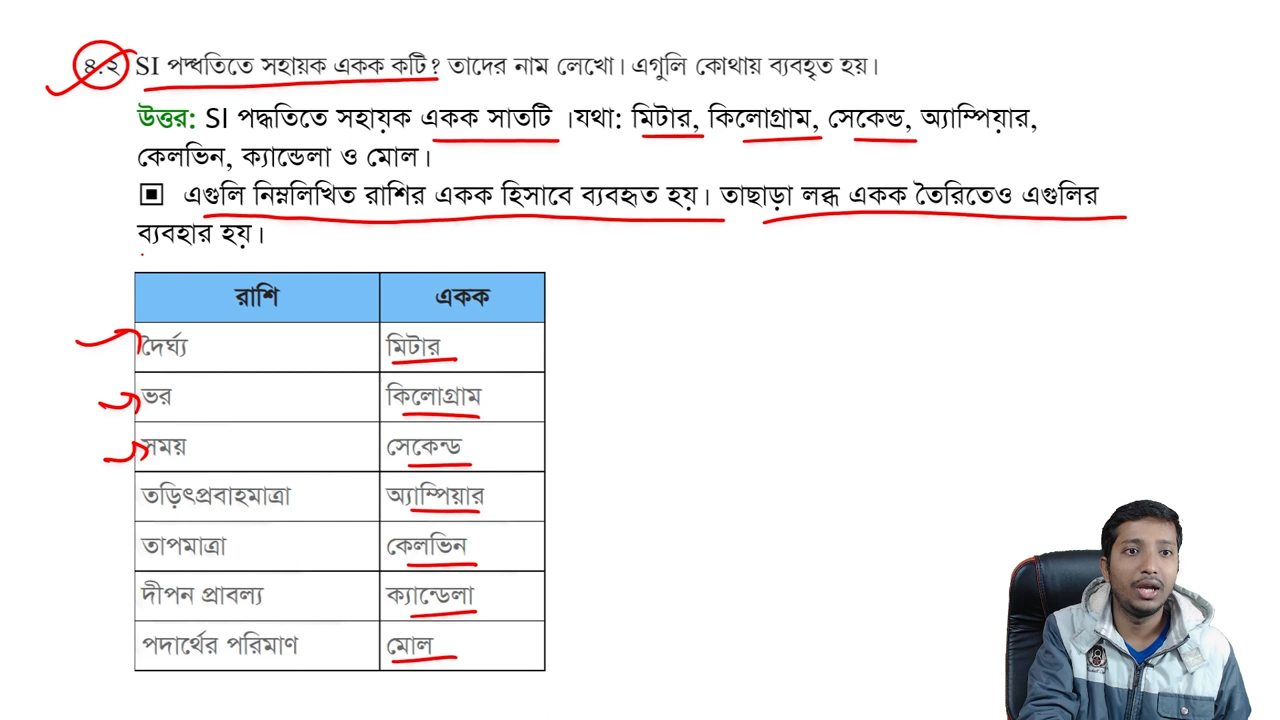 ৪.২ SI পদ্ধতিতে সহায়ক একক কটি? তাদের নাম লেখো। এগুলি কোথায় ব্যবহৃত হয়।
উত্তর: SI পদ্ধতিতে সহায়ক একক সাতটি ।যথা: মিটার, কিলোগ্রাম, সেকেন্ড, অ্যাম্পিয়ার,
কেলভিন, ক্যান্ডেলা ও মোল।
▣ এগুলি নিম্নলিখিত রাশির একক হিসাবে ব্যবহৃত হয়। তাছাড়া লব্ধ একক তৈরিতেও এগুলির
ব্যবহার হয়।
রাশি একক
দৈর্ঘ্য মিটার
ভর কিলোগ্রাম
সময় সেকেন্ড
তড়িৎপ্রবাহমাত্রা অ্যাম্পিয়ার
তাপমাত্রা কেলভিন
দীপন প্রাবল্য ক্যান্ডেলা
পদার্থের পরিমাণ মোল